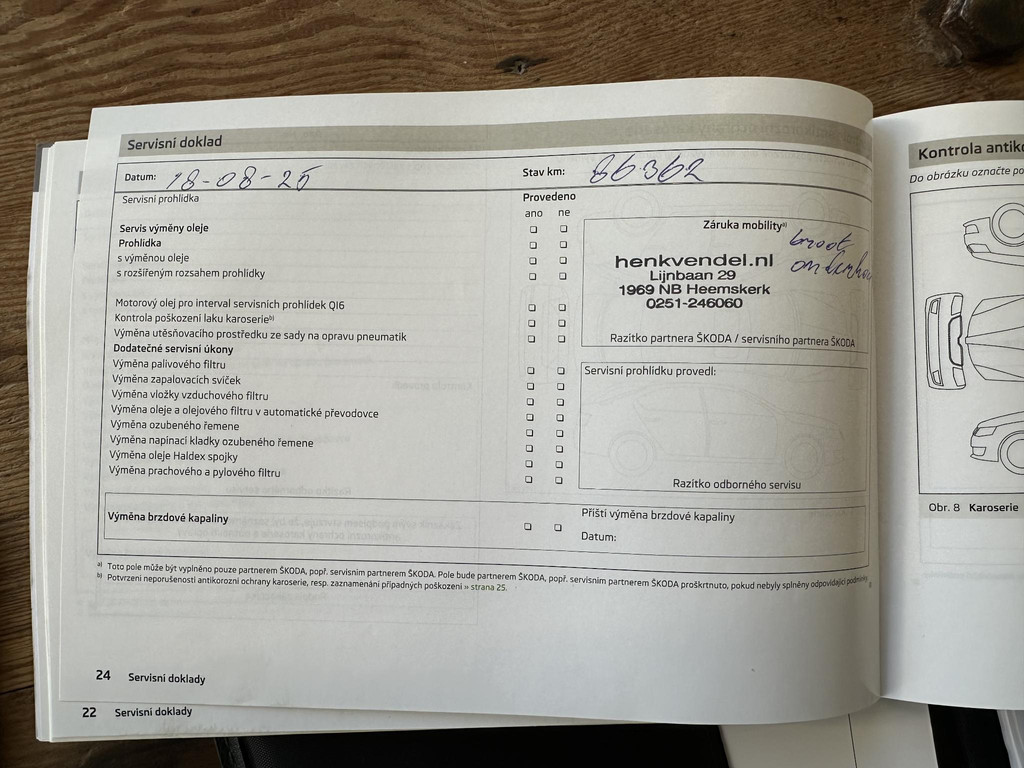 Servisní doklad
Datum: 18-08-25
Stav km: 86362
Servisní prohlídka
Provedeno
ano ne
Servis výměny oleje
Prohlídka
s výměnou oleje
s rozšířeným rozsahem prohlídky
Motorový olej pro interval servisních prohlídek QI6
Kontrola poškození laku karoserieb)
Výměna utěsňovacího prostředku ze sady na opravu pneumatik
Dodatečné servisní úkony
Výměna palivového filtru
Výměna zapalovacích svíček
Výměna vložky vzduchového filtru
Výměna oleje a olejového filtru v automatické převodovce
Výměna ozubeného řemene
Výměna napínací kladky ozubeného řemene
Výměna oleje Haldex spojky
Výměna prachového a pylového filtru
Záruka mobilitya)
groot
henkvendel.nl
Lijnbaan 29
1969 NB Heemskerk
0251-246060
Razítko partnera ŠKODA / servisního partnera ŠKODA
Servisní prohlídku provedl:
Razítko odborného servisu
Výměna brzdové kapaliny
Příští výměna brzdové kapaliny
Datum:
a) Toto pole může být vyplněno pouze partnerem ŠKODA, popř. servisním partnerem ŠKODA. Pole bude partnerem ŠKODA, popř. servisním partnerem ŠKODA proškrtnuto, pokud nebyly splněny odpovídající podmínky
b) Potvrzení neporušenosti antikorozní ochrany karoserie, resp. zaznamenání případných poškození » strana 25.
24 Servisní doklady
22 Servisní doklady
Kontrola antiko
Do obrázku označte po
Obr. 8 Karoserie